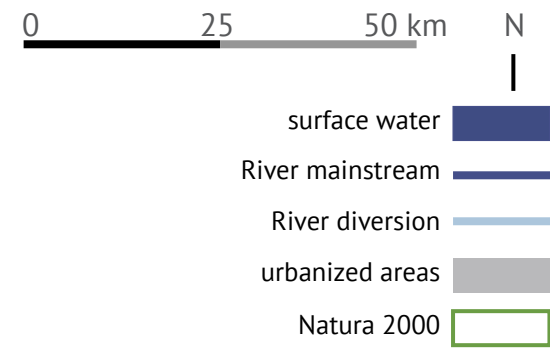 0 25 50 km N
surface water
River mainstream
River diversion
urbanized areas
Natura 2000